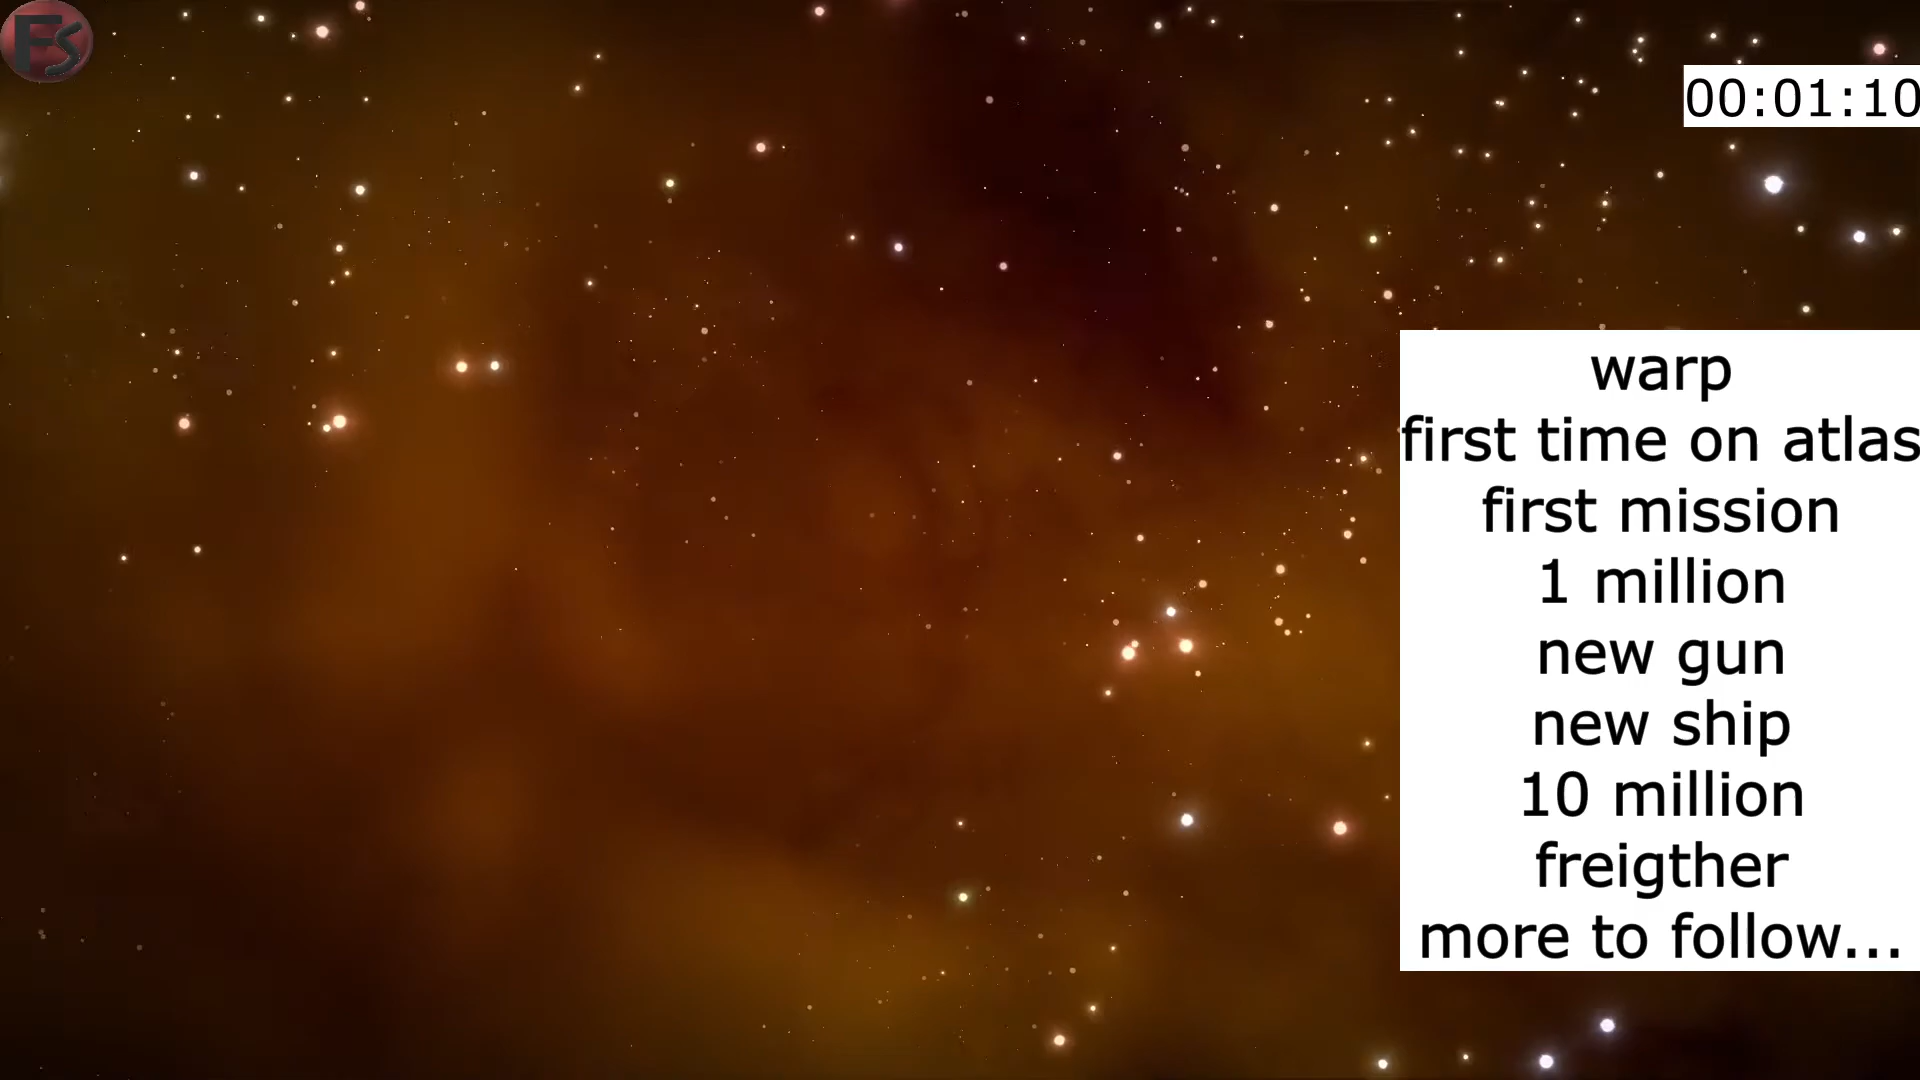 FS
00:01:10
warp
first time on atlas
first mission
1 million
new gun
new ship
10 million
freigther
more to follow...